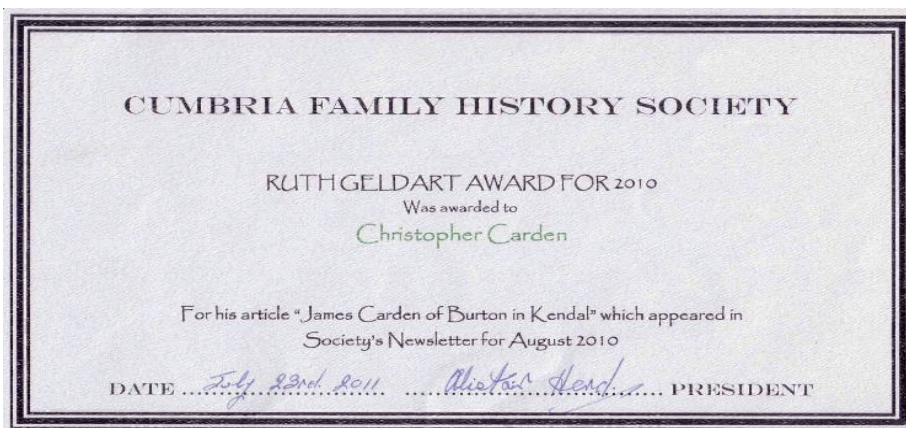 CUMBRIA FAMILY HISTORY SOCIETY
RUTH GELDART AWARD FOR 2010
Was awarded to
Christopher Carden
For his article "James Carden of Burton in Kendal" which appeared in
Society's Newsletter for August 2010
DATE ... July 23rd. 2011 ... Alistair Herd ... PRESIDENT